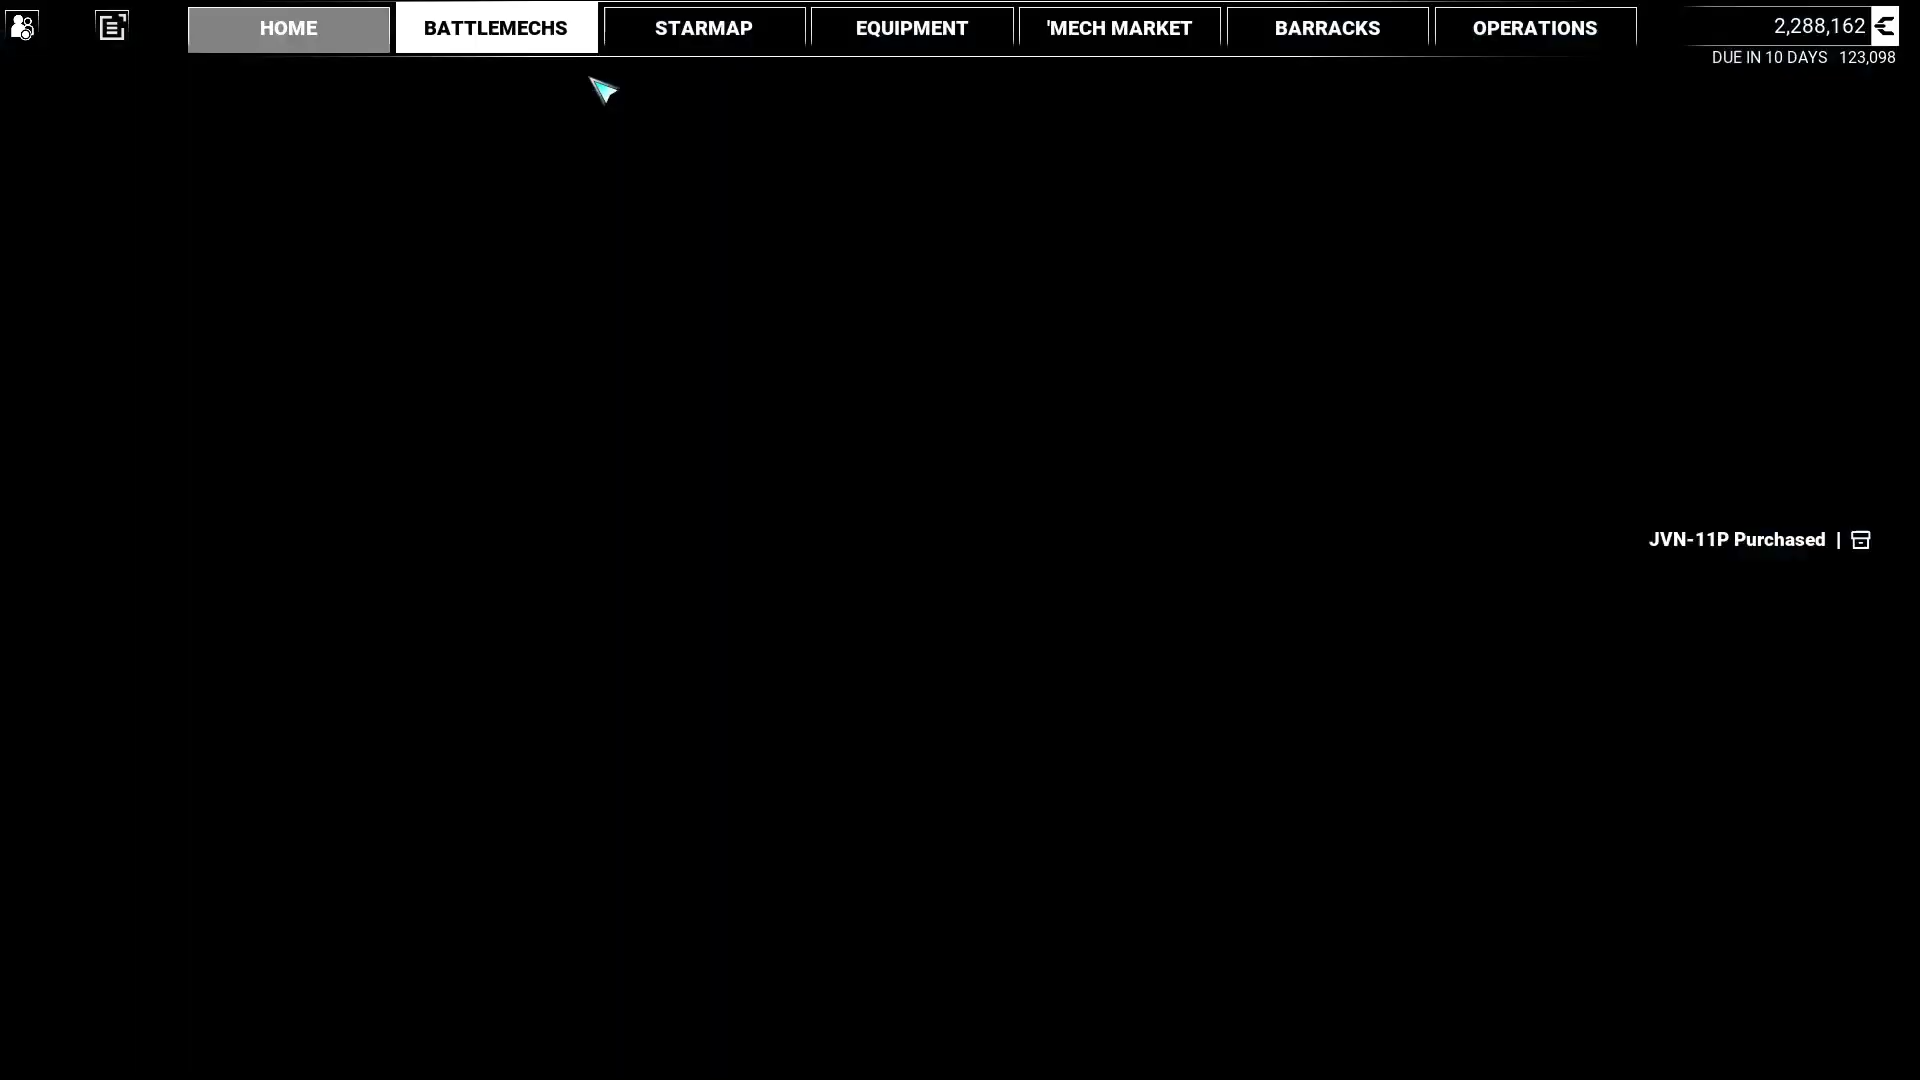 HOME
BATTLEMECHS
STARMAP
EQUIPMENT
'MECH MARKET
BARRACKS
OPERATIONS
2,288,162
DUE IN 10 DAYS 123,098
JVN-11P Purchased |